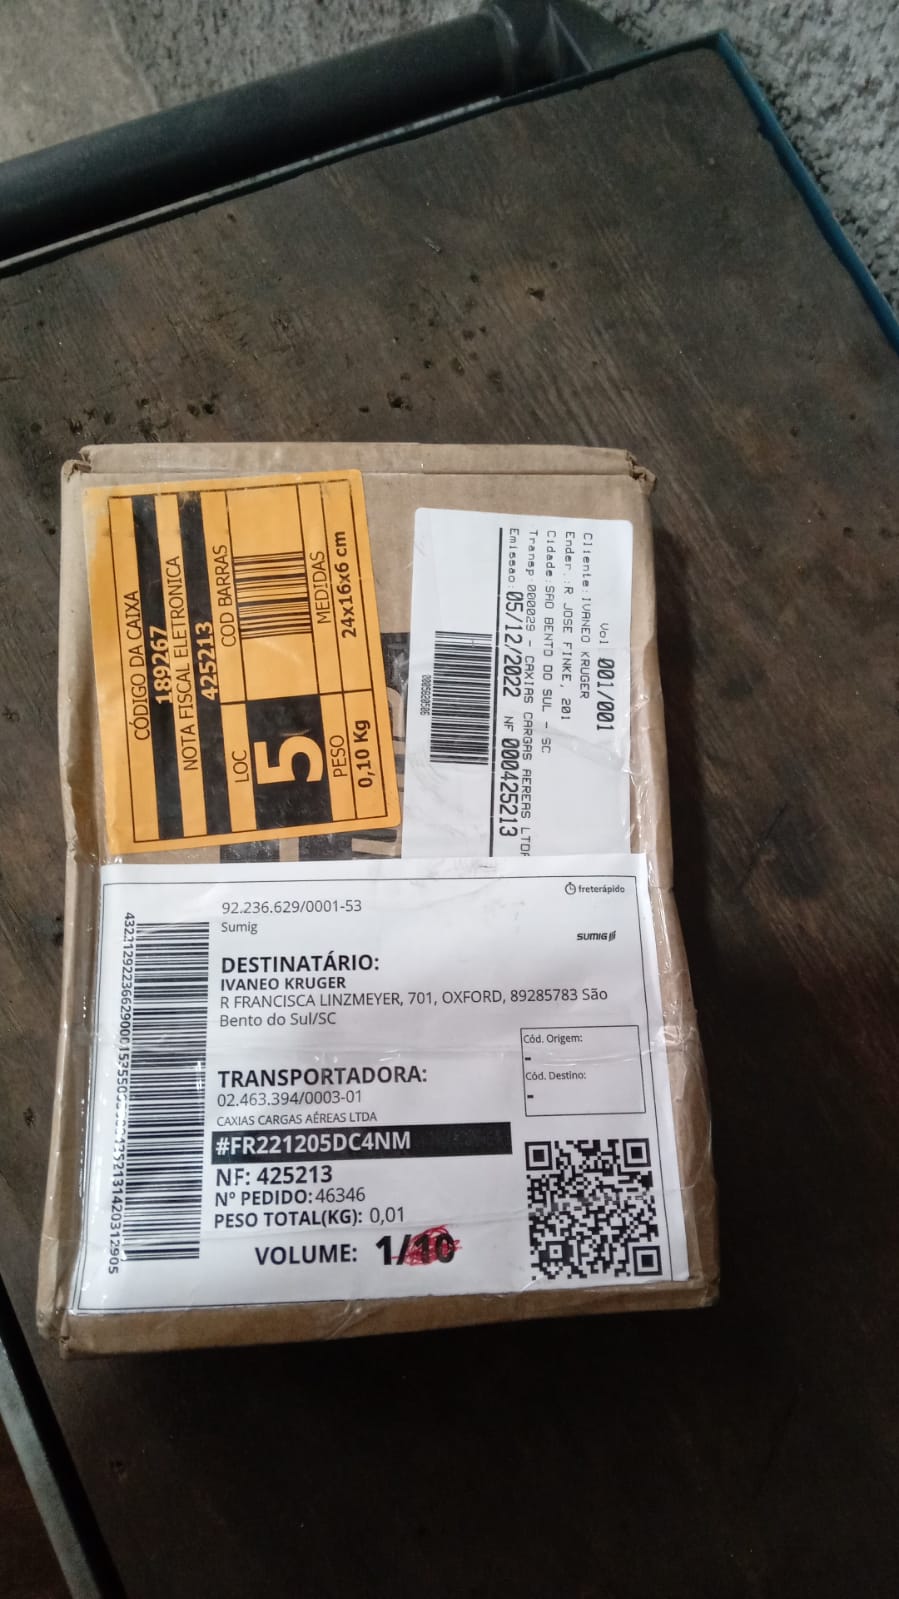 CÓDIGO DA CAIXA
189267
NOTA FISCAL ELETRONICA
425213
LOC
COD BARRAS
5
PESO
MEDIDAS
0,10 Kg
24x16x6 cm
Vol 001/001
Cliente: IVANEO KRUGER
Ender.: R JOSE FINKE, 201
Cidade: SAO BENTO DO SUL - SC
Transp: 000029 - CAXIAS CARGAS AEREAS LTDA
Emissao: 05/12/2022 NF 000425213
freterápido
92.236.629/0001-53
Sumig
SUMIG
DESTINATÁRIO:
IVANEO KRUGER
R FRANCISCA LINZMEYER, 701, OXFORD, 89285783 São
Bento do Sul/SC
Cód. Origem:
-
Cód. Destino:
-
TRANSPORTADORA:
02.463.394/0003-01
CAXIAS CARGAS AÉREAS LTDA
#FR221205DC4NM
NF: 425213
Nº PEDIDO: 46346
PESO TOTAL(KG): 0,01
VOLUME: 1/10